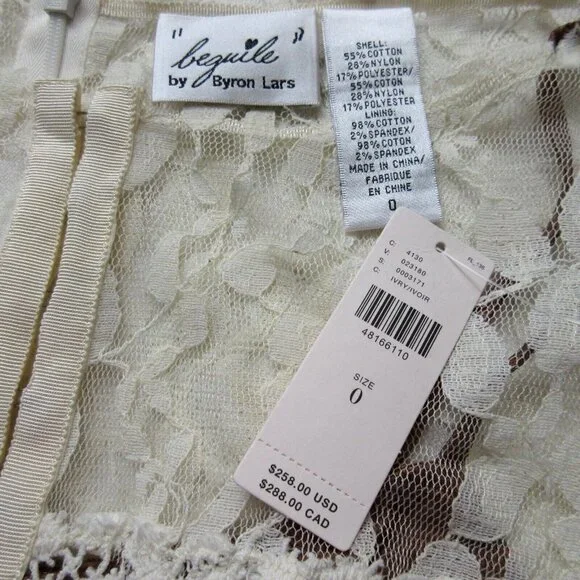 "beguile"
by Byron Lars
SHELL:
55% COTTON
28% NYLON
17% POLYESTER/
55% COTON
28% NYLON
17% POLYESTER
LINING:
98% COTTON
2% SPANDEX/
98% COTON
2% SPANDEX
MADE IN CHINA/
FABRIQUE
EN CHINE
0
C: 4130
V: 023180
S: 0003171
C: IVRY/IVOIR
48166110
SIZE
0
$258.00 USD
$288.00 CAD